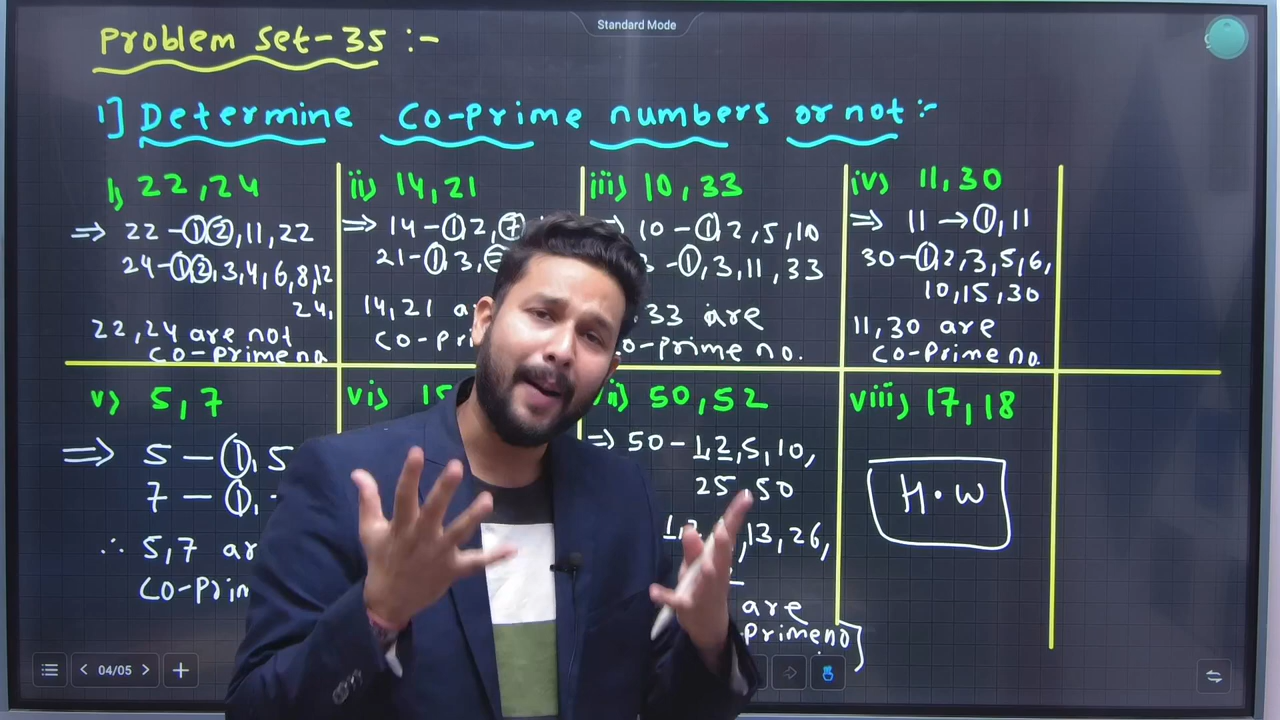 Standard Mode
Problem Set-35 :-
1] Determine Co-Prime numbers or not :-
i) 22, 24
⇒ 22 - 1, 2, 11, 22
24 - 1, 2, 3, 4, 6, 8, 12
24,
22, 24 are not
Co-Prime no
ii) 14, 21
⇒ 14 - 1, 2, 7
21 - 1, 3,
14, 21
Co-
iii) 10, 33
⇒ 10 - 1, 2, 5, 10
- 1, 3, 11, 33
33 are
Co-Prime no.
iv) 11, 30
⇒ 11 → 1, 11
30 - 1, 2, 3, 5, 6,
10, 15, 30
11, 30 are
Co-Prime no.
v) 5, 7
⇒ 5 - 1, 5
7 - 1,
∴ 5, 7
Co-
vi) 15
vii) 50, 52
⇒ 50 - 1, 2, 5, 10,
25, 50
1, 2, 13, 26,
are
Prime no]
viii) 17, 18
H.W
04/05